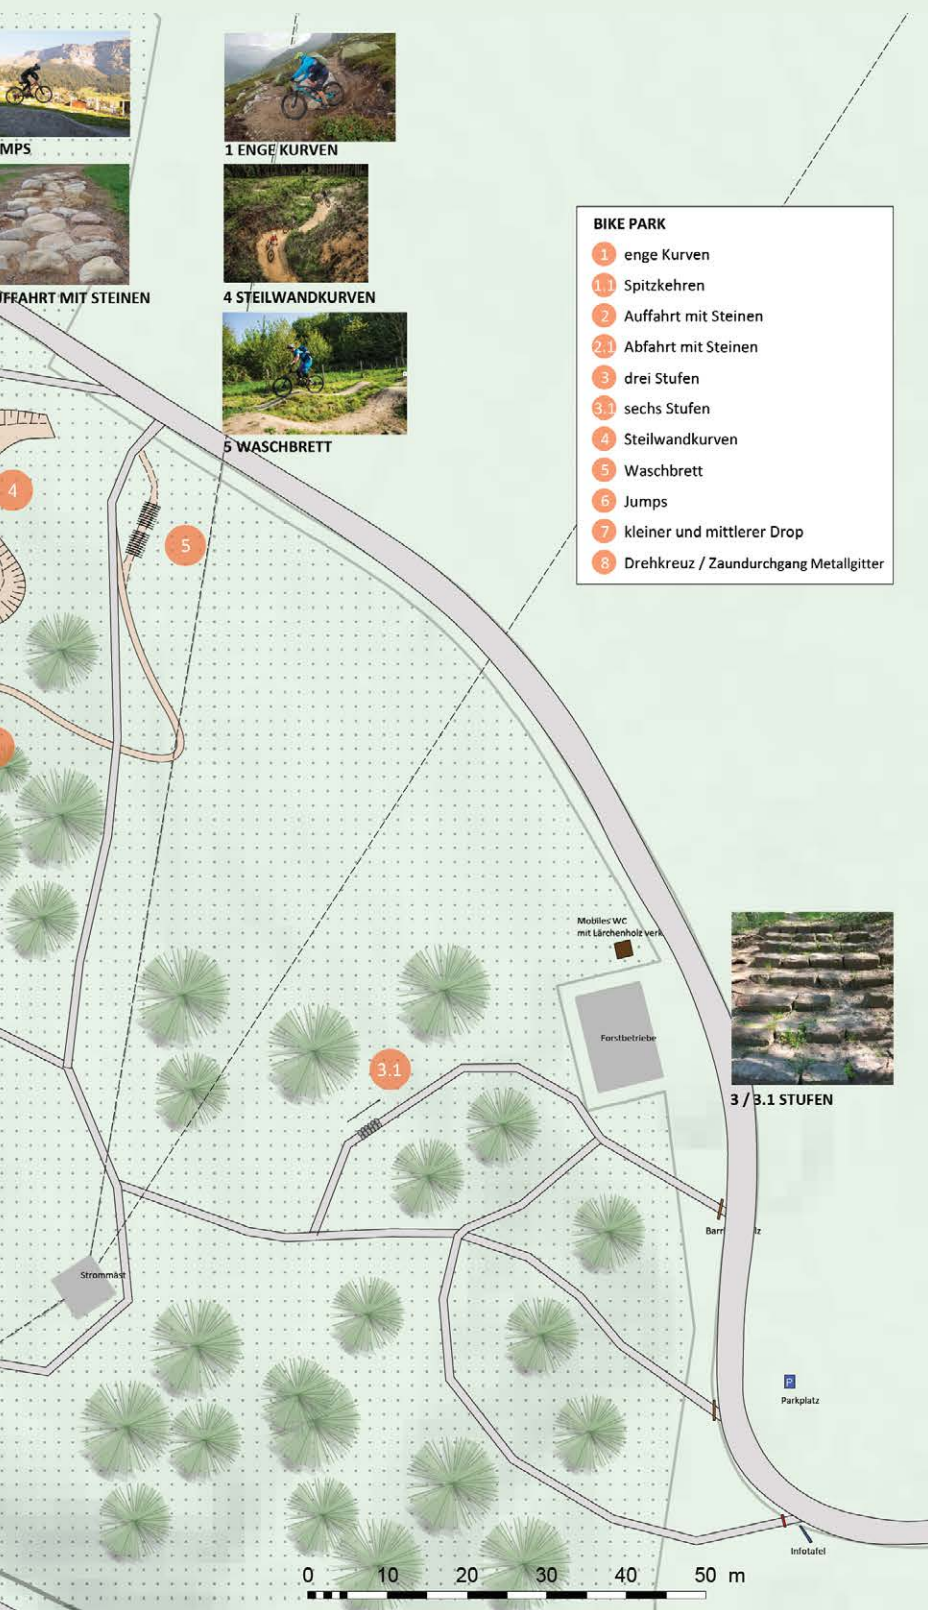 MPS
1 ENGE KURVEN
FFAHRT MIT STEINEN
4 STEILWANDKURVEN
5 WASCHBRETT
BIKE PARK
1 enge Kurven
1.1 Spitzkehren
2 Auffahrt mit Steinen
2.1 Abfahrt mit Steinen
3 drei Stufen
3.1 sechs Stufen
4 Steilwandkurven
5 Waschbrett
6 Jumps
7 kleiner und mittlerer Drop
8 Drehkreuz / Zaundurchgang Metallgitter
4
5
Mobiles WC
mit Lärchenholz verk
Forstbetriebe
3.1
3 / 3.1 STUFEN
Barr lz
Strommast
P
Parkplatz
Infotafel
0 10 20 30 40 50 m